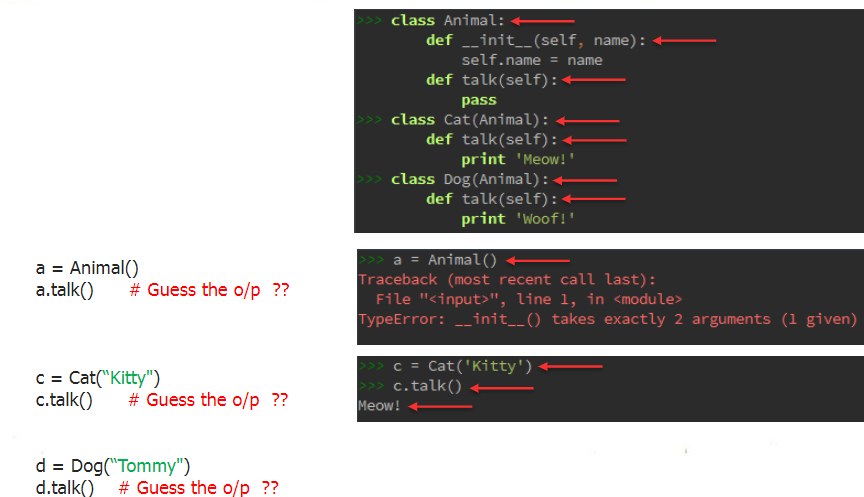 >>> class Animal:
def __init__(self, name):
self.name = name
def talk(self):
pass
>>> class Cat(Animal):
def talk(self):
print 'Meow!'
>>> class Dog(Animal):
def talk(self):
print 'Woof!'
a = Animal()
a.talk() # Guess the o/p ??
>>> a = Animal()
Traceback (most recent call last):
File "<input>", line 1, in <module>
TypeError: __init__() takes exactly 2 arguments (1 given)
c = Cat(“Kitty")
c.talk() # Guess the o/p ??
>>> c = Cat('Kitty')
>>> c.talk()
Meow!
d = Dog(“Tommy")
d.talk() # Guess the o/p ??